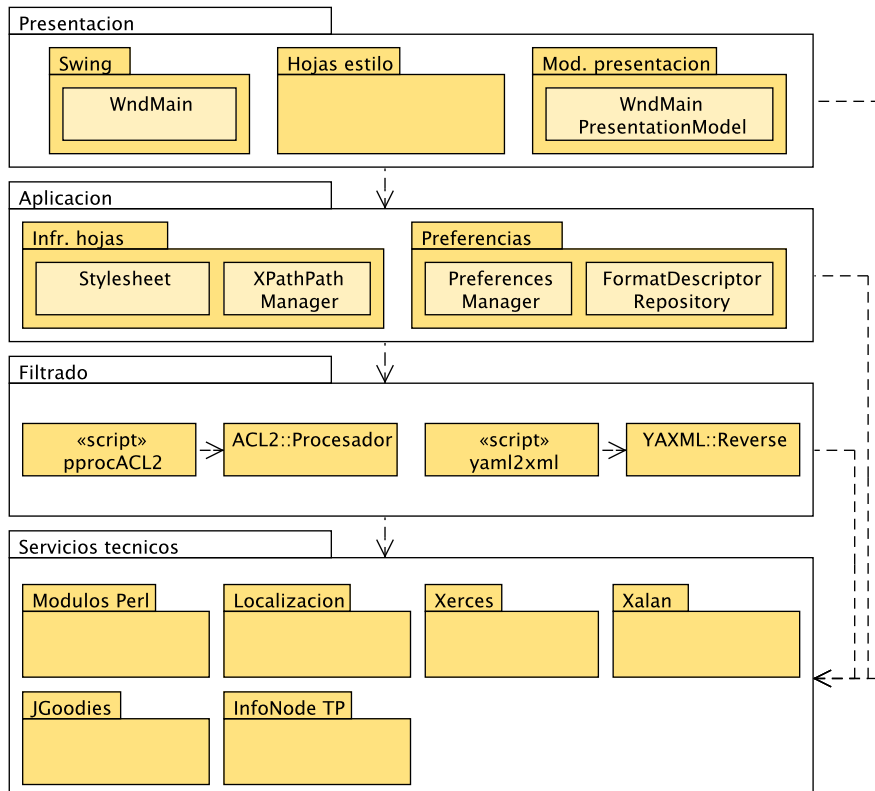 Presentacion
Swing
Hojas estilo
Mod. presentacion
WndMain
WndMain
PresentationModel
Aplicacion
Infr. hojas
Preferencias
Stylesheet
XPathPath
Manager
Preferences
Manager
FormatDescriptor
Repository
Filtrado
«script»
pprocACL2
ACL2::Procesador
«script»
yaml2xml
YAXML::Reverse
Servicios tecnicos
Modulos Perl
Localizacion
Xerces
Xalan
JGoodies
InfoNode TP